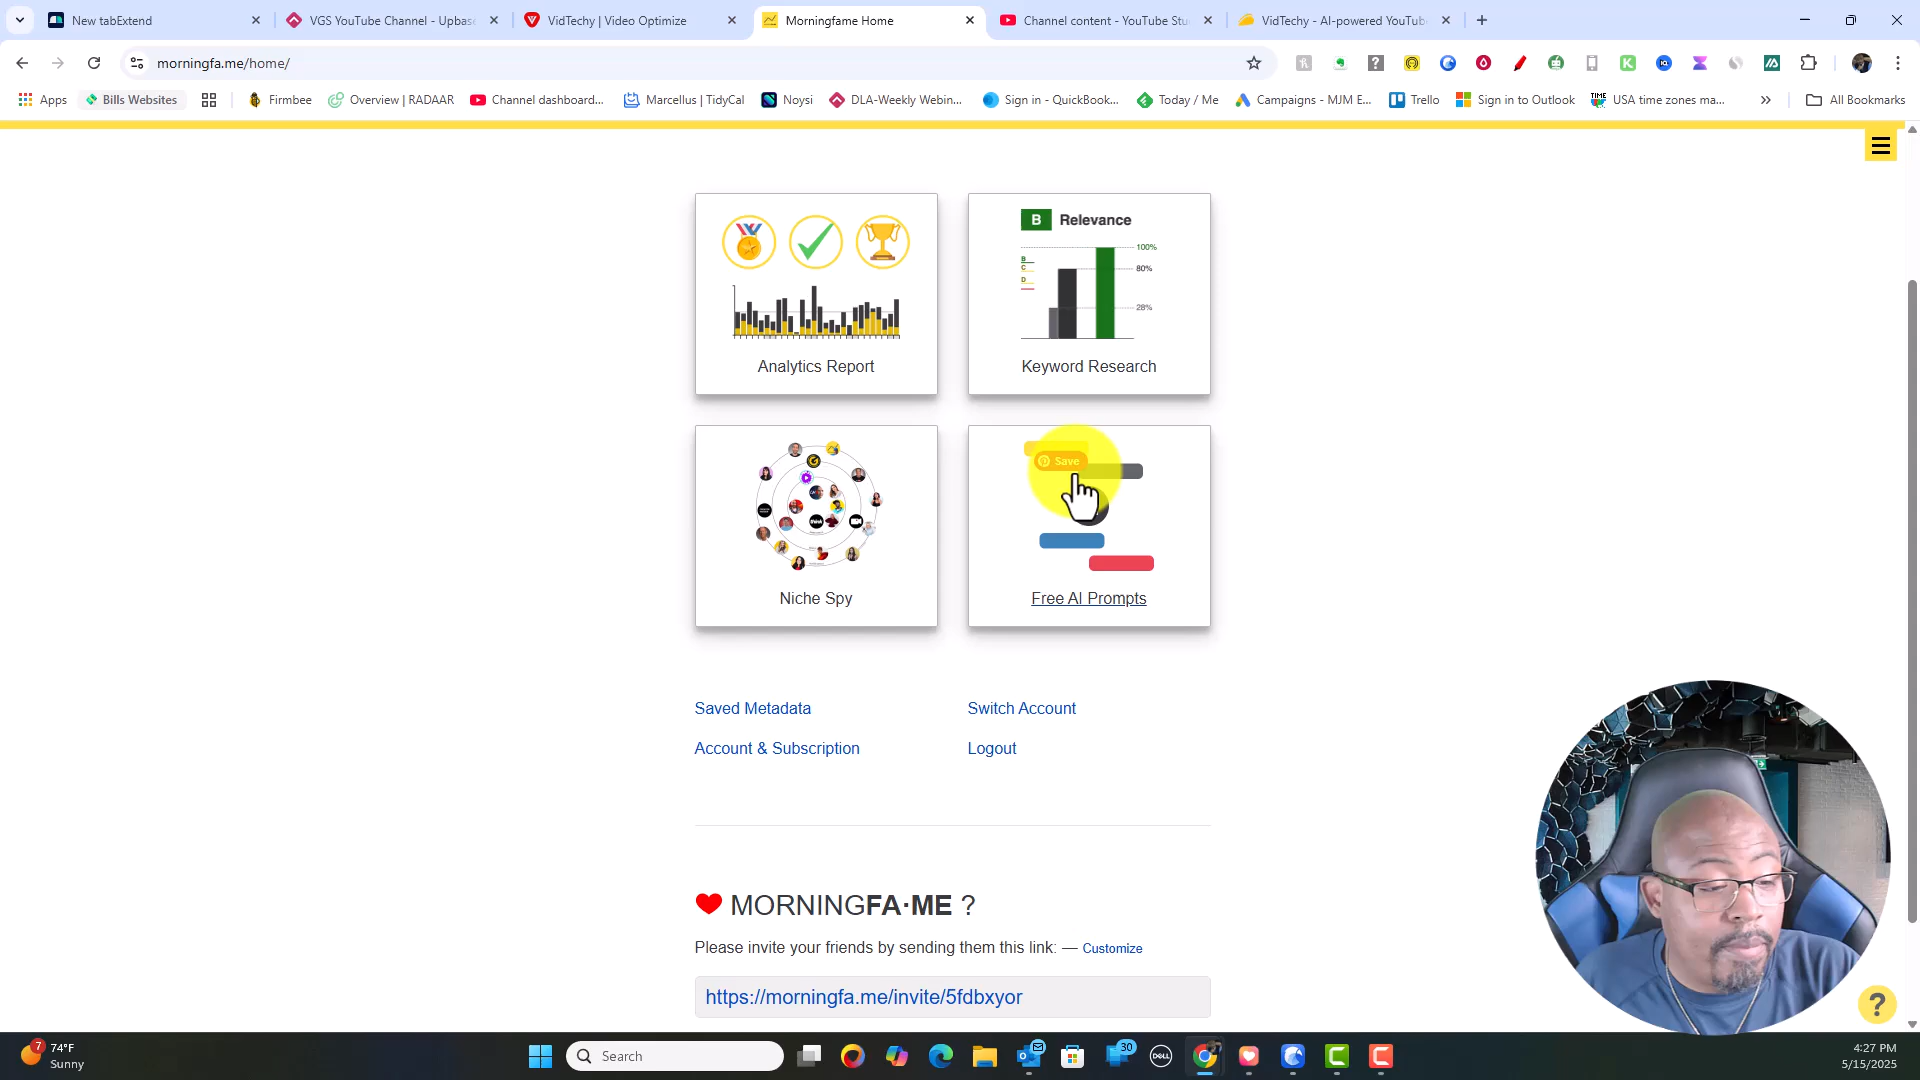 New tabExtend
VGS YouTube Channel - Upbase
VidTechy | Video Optimize
Morningfame Home
Channel content - YouTube Stu
VidTechy - AI-powered YouTub
morningfa.me/home/
Apps
Bills Websites
Firmbee
Overview | RADAAR
Channel dashboard...
Marcellus | TidyCal
Noysi
DLA-Weekly Webin...
Sign in - QuickBook...
Today / Me
Campaigns - MJM E...
Trello
Sign in to Outlook
USA time zones ma...
All Bookmarks
B Relevance
100%
80%
28%
B
C
D
Analytics Report
Keyword Research
Save
Niche Spy
Free AI Prompts
Saved Metadata
Switch Account
Account & Subscription
Logout
MORNINGFA·ME ?
Please invite your friends by sending them this link: — Customize
https://morningfa.me/invite/5fdbxyor
?
7
74°F
Sunny
Search
30
DELL
4:27 PM
5/15/2025